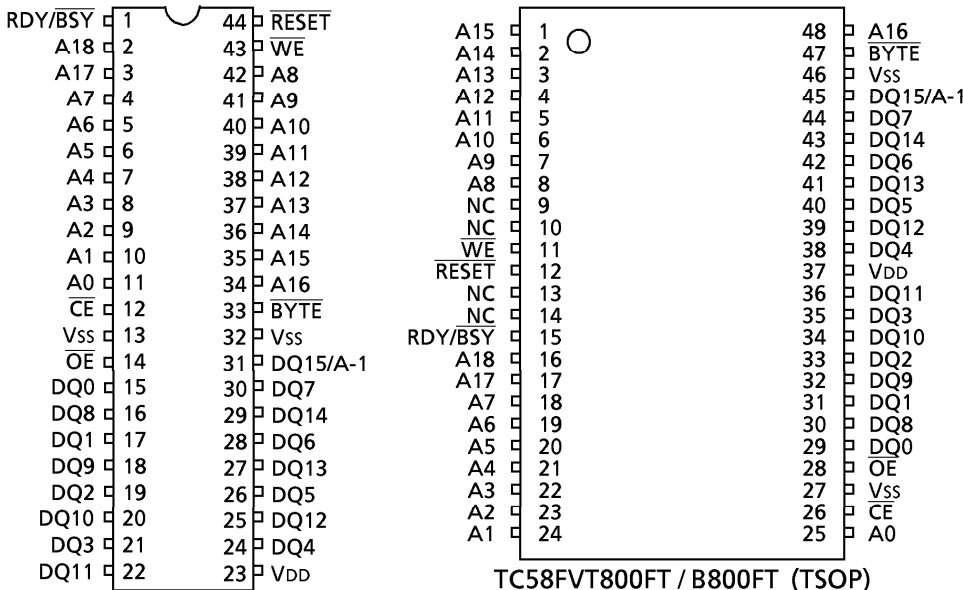 RDY/BSY 1 44 RESET
A18 2 43 WE
A17 3 42 A8
A7 4 41 A9
A6 5 40 A10
A5 6 39 A11
A4 7 38 A12
A3 8 37 A13
A2 9 36 A14
A1 10 35 A15
A0 11 34 A16
CE 12 33 BYTE
VSS 13 32 VSS
OE 14 31 DQ15/A-1
DQ0 15 30 DQ7
DQ8 16 29 DQ14
DQ1 17 28 DQ6
DQ9 18 27 DQ13
DQ2 19 26 DQ5
DQ10 20 25 DQ12
DQ3 21 24 DQ4
DQ11 22 23 VDD
A15 1 48 A16
A14 2 47 BYTE
A13 3 46 VSS
A12 4 45 DQ15/A-1
A11 5 44 DQ7
A10 6 43 DQ14
A9 7 42 DQ6
A8 8 41 DQ13
NC 9 40 DQ5
NC 10 39 DQ12
WE 11 38 DQ4
RESET 12 37 VDD
NC 13 36 DQ11
NC 14 35 DQ3
RDY/BSY 15 34 DQ10
A18 16 33 DQ2
A17 17 32 DQ9
A7 18 31 DQ1
A6 19 30 DQ8
A5 20 29 DQ0
A4 21 28 OE
A3 22 27 VSS
A2 23 26 CE
A1 24 25 A0
TC58FVT800FT / B800FT (TSOP)